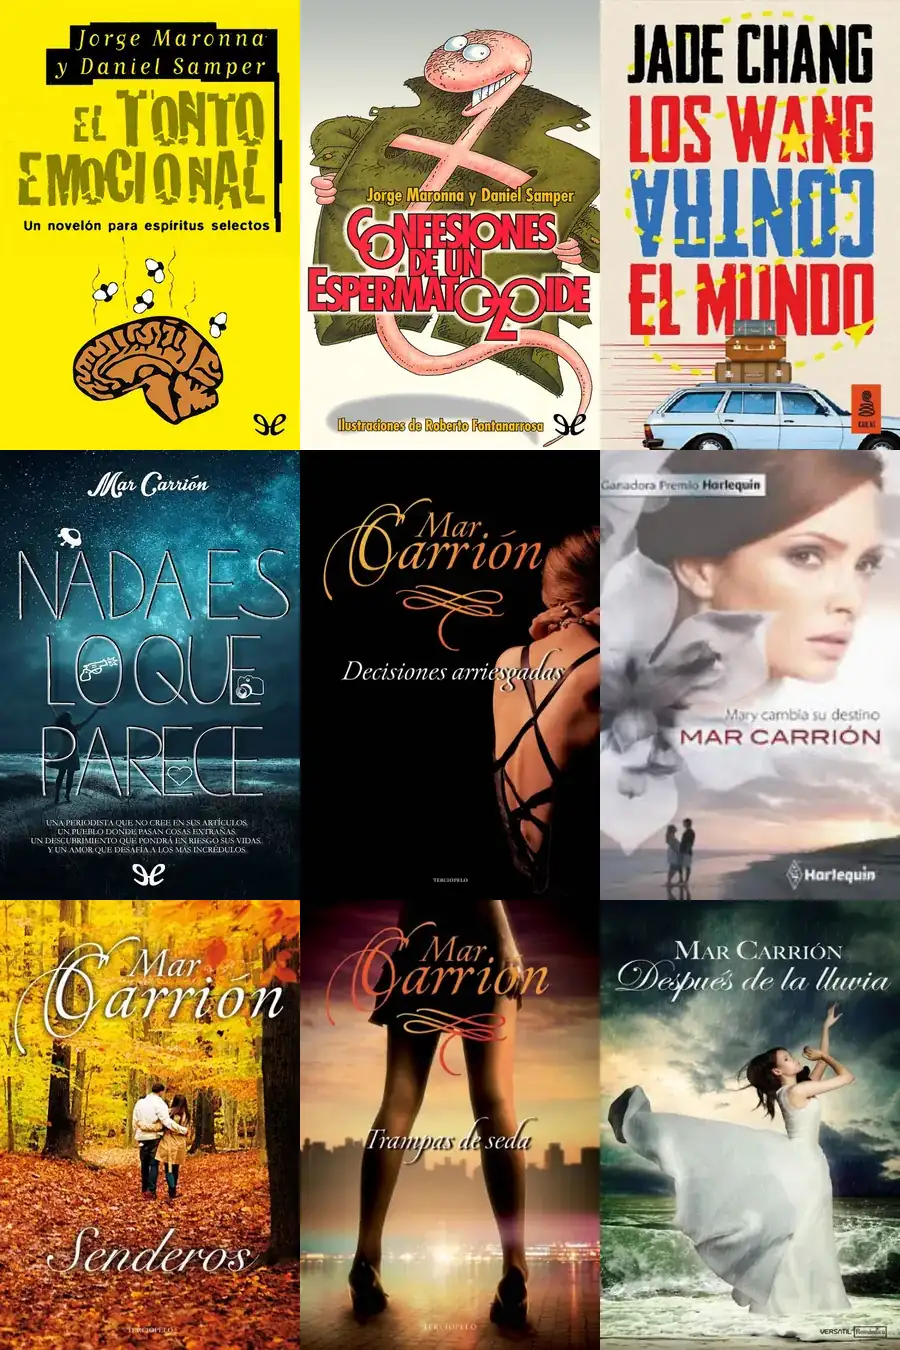 Jorge Maronna
y Daniel Samper
EL TONTO
EMOCIONAL
Un novelón para espíritus selectos
Jorge Maronna y Daniel Samper
CONFESIONES
DE UN
ESPERMATOZOIDE
Ilustraciones de Roberto Fontanarrosa
JADE CHANG
LOS WANG
CONTRA
EL MUNDO
KAILAS
Mar Carrión
NADA ES
LO QUE
PARECE
UNA PERIODISTA QUE NO CREE EN SUS ARTÍCULOS.
UN PUEBLO DONDE PASAN COSAS EXTRAÑAS.
UN DESCUBRIMIENTO QUE PONDRÁ EN RIESGO SUS VIDAS.
Y UN AMOR QUE DESAFÍA A LOS MÁS INCRÉDULOS.
Mar
Carrión
Decisiones arriesgadas
TERCIOPELO
Ganadora Premio Harlequin
Mary cambia su destino
MAR CARRIÓN
Harlequin
Mar
Carrión
Senderos
TERCIOPELO
Mar
Carrión
Trampas de seda
TERCIOPELO
MAR CARRIÓN
Después de la lluvia
VERSÁTIL Romántica